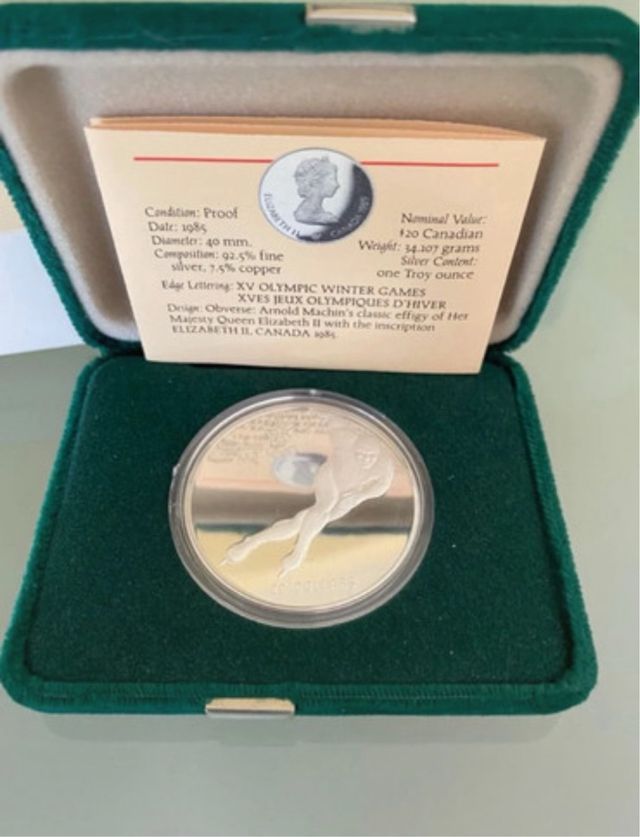 Condition: Proof
Date: 1985
Diameter: 40 mm.
Composition: 92.5% fine
silver, 7.5% copper
ELIZABETH II CANADA 1985
Nominal Value:
$20 Canadian
Weight: 34.107 grams
Silver Content:
one Troy ounce
Edge Lettering: XV OLYMPIC WINTER GAMES
XVES JEUX OLYMPIQUES D'HIVER
Design: Obverse: Arnold Machin's classic effigy of Her
Majesty Queen Elizabeth II with the inscription
ELIZABETH II, CANADA 1985.
20 DOLLARS